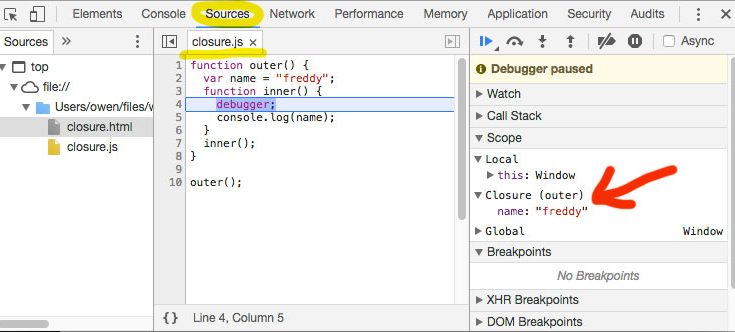 Elements Console Sources Network Performance Memory Application Security Audits
Sources
closure.js ×
Async
top
file://
Users/owen/files/w
closure.html
closure.js
1 function outer() {
2 var name = "freddy";
3 function inner() {
4 debugger;
5 console.log(name);
6 }
7 inner();
8 }
9
10 outer();
{} Line 4, Column 5
Debugger paused
Watch
Call Stack
Scope
Local
this: Window
Closure (outer)
name: "freddy"
Global Window
Breakpoints
No Breakpoints
XHR Breakpoints
DOM Breakpoints